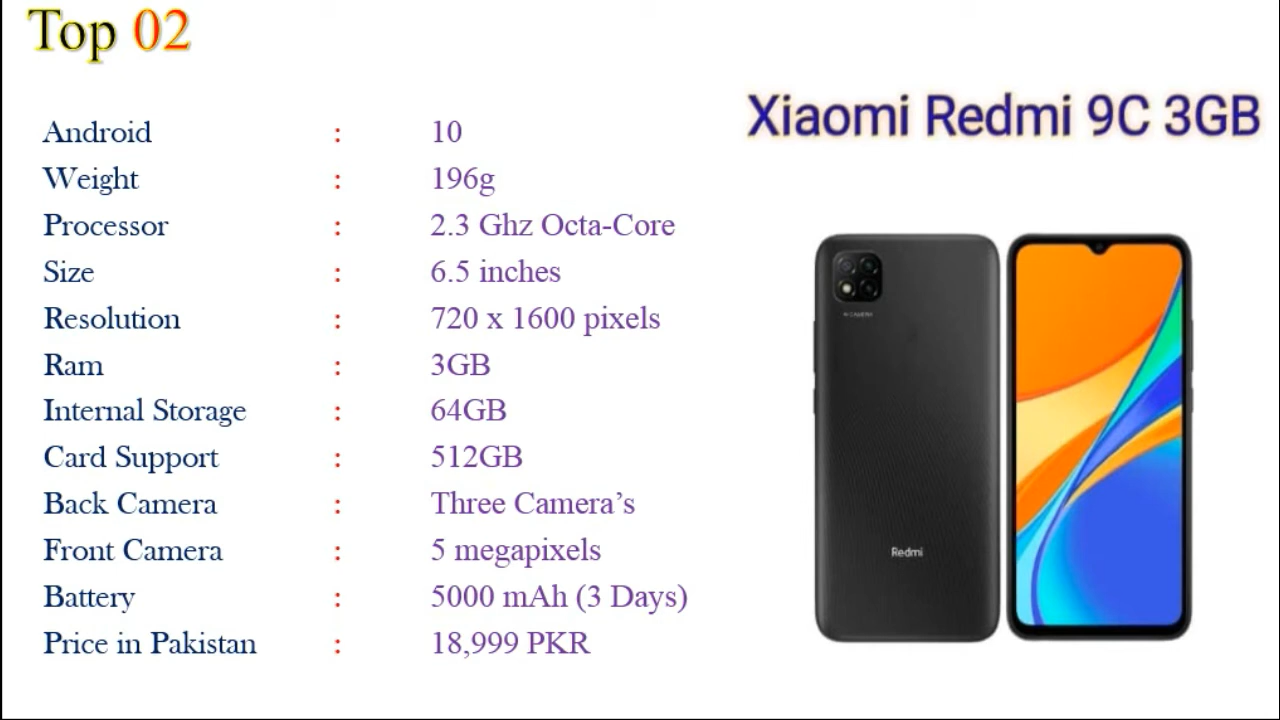 Top 02
Xiaomi Redmi 9C 3GB
Android : 10
Weight : 196g
Processor : 2.3 Ghz Octa-Core
Size : 6.5 inches
Resolution : 720 x 1600 pixels
Ram : 3GB
Internal Storage : 64GB
Card Support : 512GB
Back Camera : Three Camera’s
Front Camera : 5 megapixels
Battery : 5000 mAh (3 Days)
Price in Pakistan : 18,999 PKR
AI CAMERA
Redmi